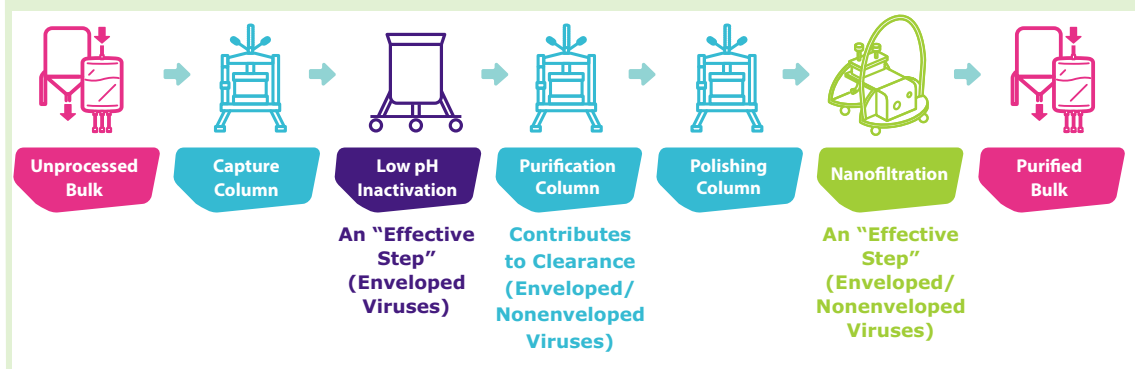 Unprocessed
Bulk
Capture
Column
Low pH
Inactivation
Purification
Column
Polishing
Column
Nanofiltration
Purified
Bulk
An “Effective
Step”
(Enveloped
Viruses)
Contributes
to Clearance
(Enveloped/
Nonenveloped
Viruses)
An “Effective
Step”
(Enveloped/
Nonenveloped
Viruses)